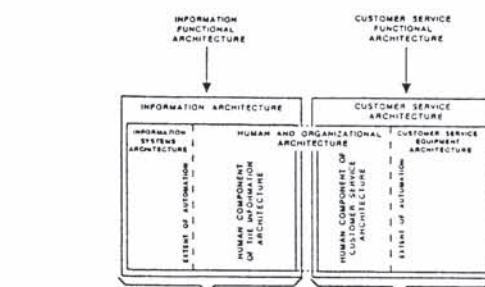 INFORMATION
FUNCTIONAL
ARCHITECTURE
CUSTOMER SERVICE
FUNCTIONAL
ARCHITECTURE
INFORMATION ARCHITECTURE
CUSTOMER SERVICE
ARCHITECTURE
INFORMATION
SYSTEMS
ARCHITECTURE
HUMAN AND ORGANIZATIONAL
ARCHITECTURE
CUSTOMER SERVICE
EQUIPMENT
ARCHITECTURE
EXTENT OF AUTOMATION
HUMAN COMPONENT
OF THE INFORMATION
ARCHITECTURE
HUMAN COMPONENT OF
CUSTOMER SERVICE
ARCHITECTURE
EXTENT OF AUTOMATION